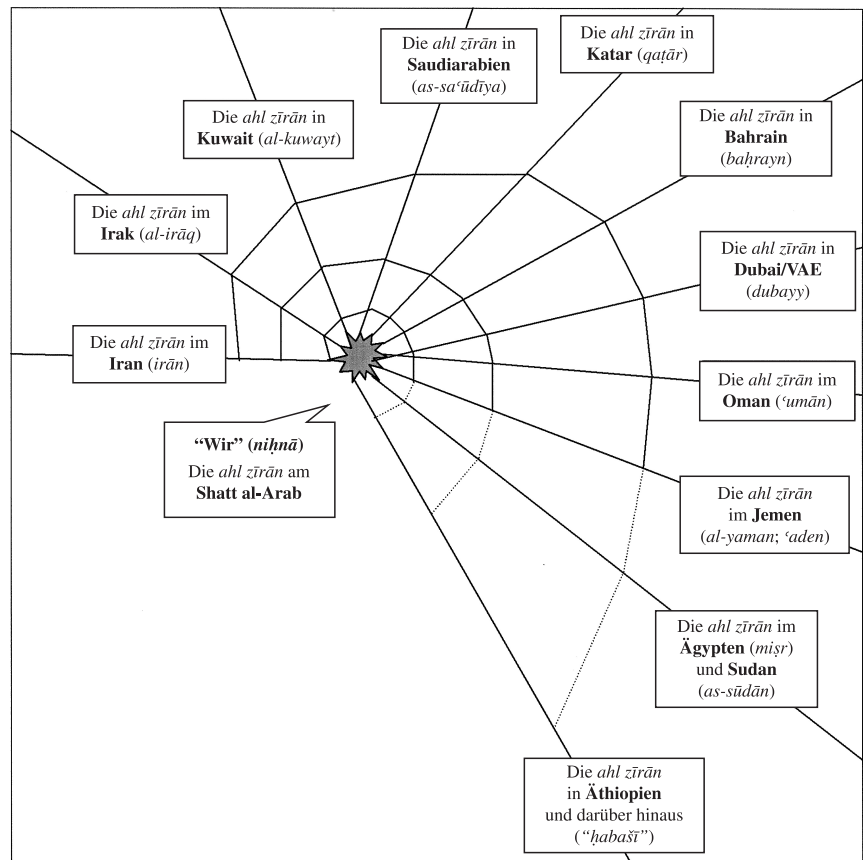 Die ahl zīrān in
Saudiarabien
(as-saʿūdīya)
Die ahl zīrān in
Katar (qaṭār)
Die ahl zīrān in
Kuwait (al-kuwayt)
Die ahl zīrān in
Bahrain
(baḥrayn)
Die ahl zīrān im
Irak (al-irāq)
Die ahl zīrān in
Dubai/VAE
(dubayy)
Die ahl zīrān im
Iran (irān)
Die ahl zīrān im
Oman (ʿumān)
“Wir” (niḥnā)
Die ahl zīrān am
Shatt al-Arab
Die ahl zīrān
im Jemen
(al-yaman; ʿaden)
Die ahl zīrān im
Ägypten (miṣr)
und Sudan
(as-sūdān)
Die ahl zīrān
in Äthiopien
und darüber hinaus
(“ḥabašī”)